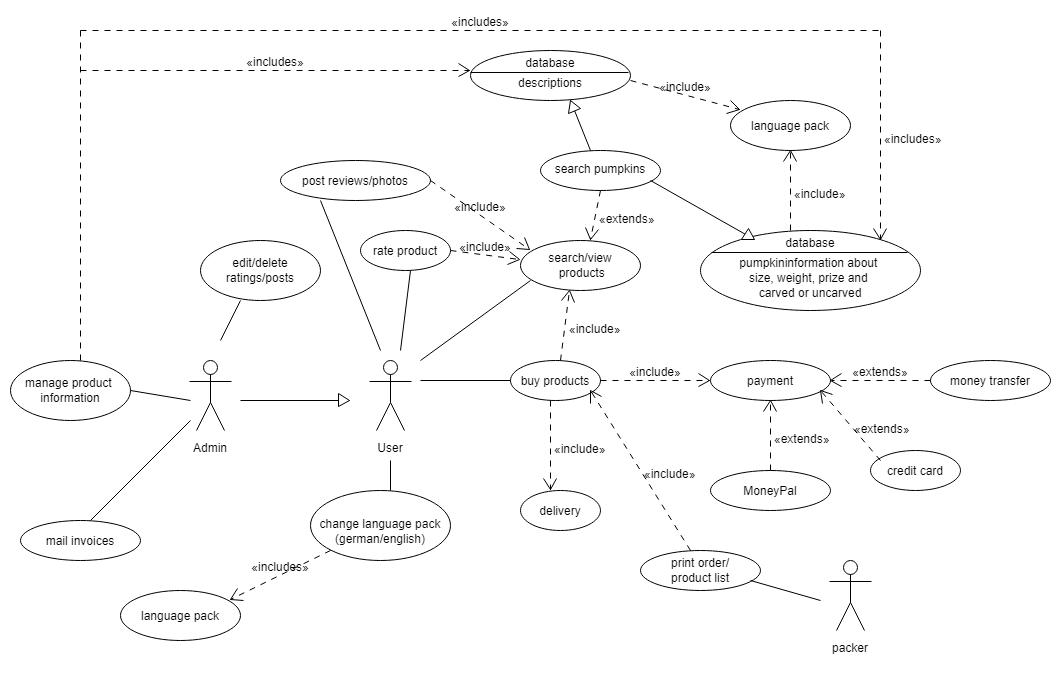 «includes»
«includes»
database
descriptions
«include»
language pack
«includes»
search pumpkins
post reviews/photos
«include»
«include»
«extends»
rate product
«include»
search/view
products
database
pumpkininformation about
size, weight, prize and
carved or uncarved
edit/delete
ratings/posts
«include»
manage product
information
buy products
«include»
payment
«extends»
money transfer
Admin
User
«include»
«extends»
«extends»
«include»
credit card
MoneyPal
delivery
change language pack
(german/english)
mail invoices
«includes»
print order/
product list
language pack
packer